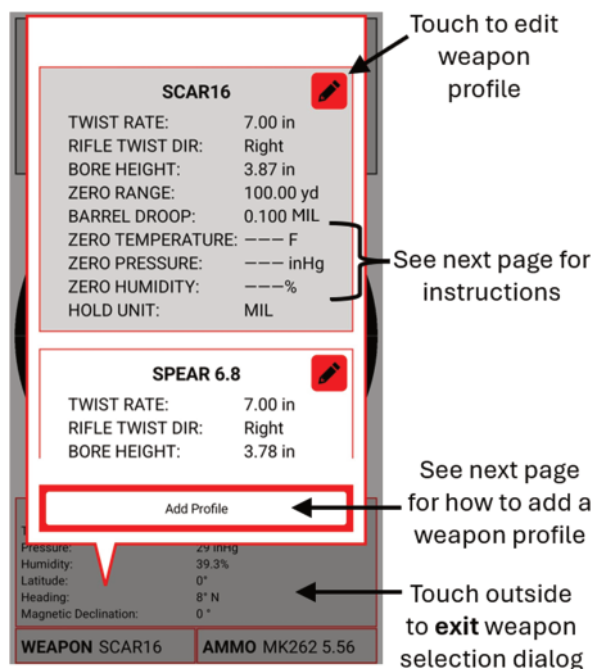 Touch to edit
weapon
profile
SCAR16
TWIST RATE: 7.00 in
RIFLE TWIST DIR: Right
BORE HEIGHT: 3.87 in
ZERO RANGE: 100.00 yd
BARREL DROOP: 0.100 MIL
ZERO TEMPERATURE: ––– F
ZERO PRESSURE: ––– inHg
ZERO HUMIDITY: –––%
HOLD UNIT: MIL
See next page for
instructions
SPEAR 6.8
TWIST RATE: 7.00 in
RIFLE TWIST DIR: Right
BORE HEIGHT: 3.78 in
Add Profile
See next page
for how to add a
weapon profile
Pressure: 29 inHg
Humidity: 39.3%
Latitude: 0°
Heading: 8° N
Magnetic Declination: 0 °
Touch outside
to exit weapon
selection dialog
WEAPON SCAR16 AMMO MK262 5.56